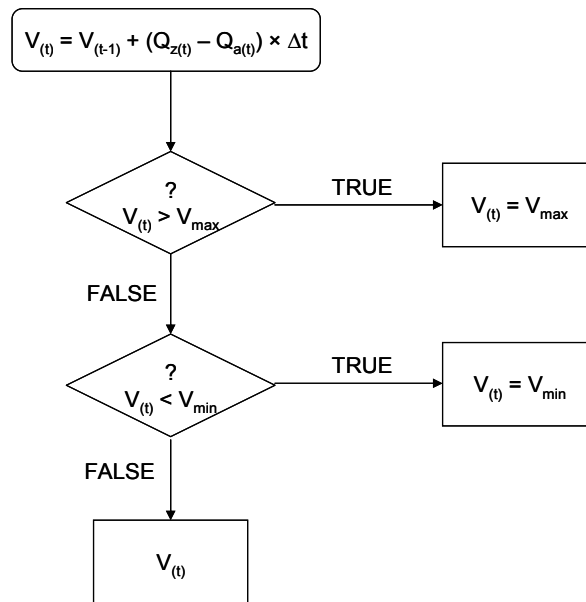 V(t) = V(t-1) + (Qz(t) – Qa(t)) × Δt
?
V(t) > Vmax
TRUE
V(t) = Vmax
FALSE
?
V(t) < Vmin
TRUE
V(t) = Vmin
FALSE
V(t)